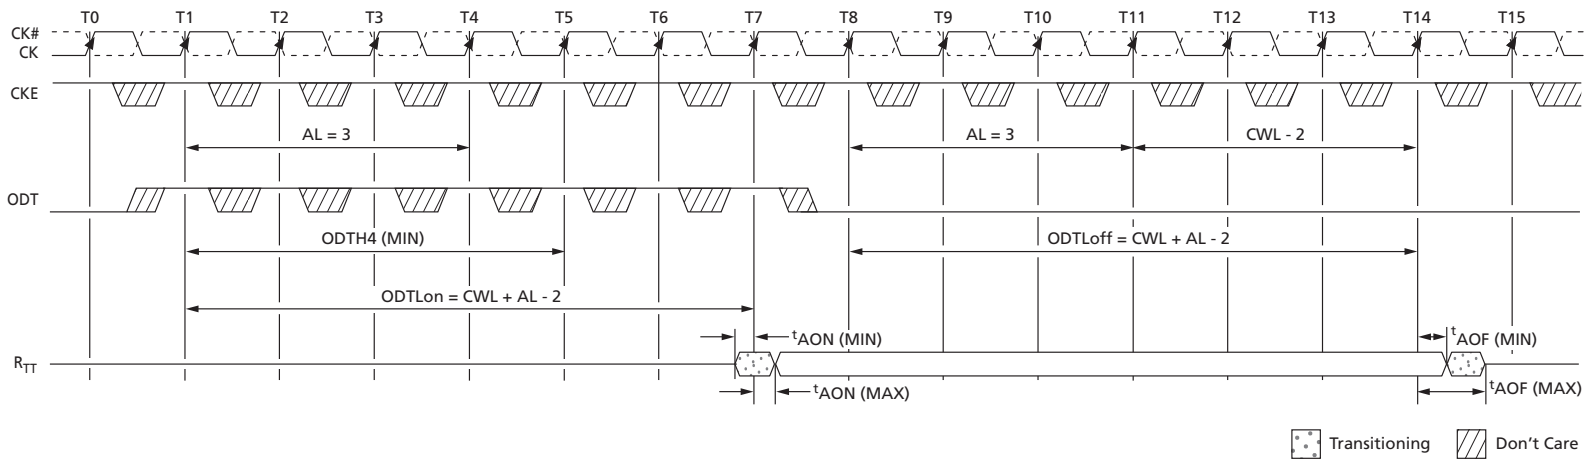 T0 T1 T2 T3 T4 T5 T6 T7 T8 T9 T10 T11 T12 T13 T14 T15
CK#
CK
CKE
AL = 3 AL = 3 CWL - 2
ODT
ODTH4 (MIN) ODTLoff = CWL + AL - 2
ODTLon = CWL + AL - 2
tAON (MIN) tAOF (MIN)
RTT
tAON (MAX) tAOF (MAX)
Transitioning Don't Care